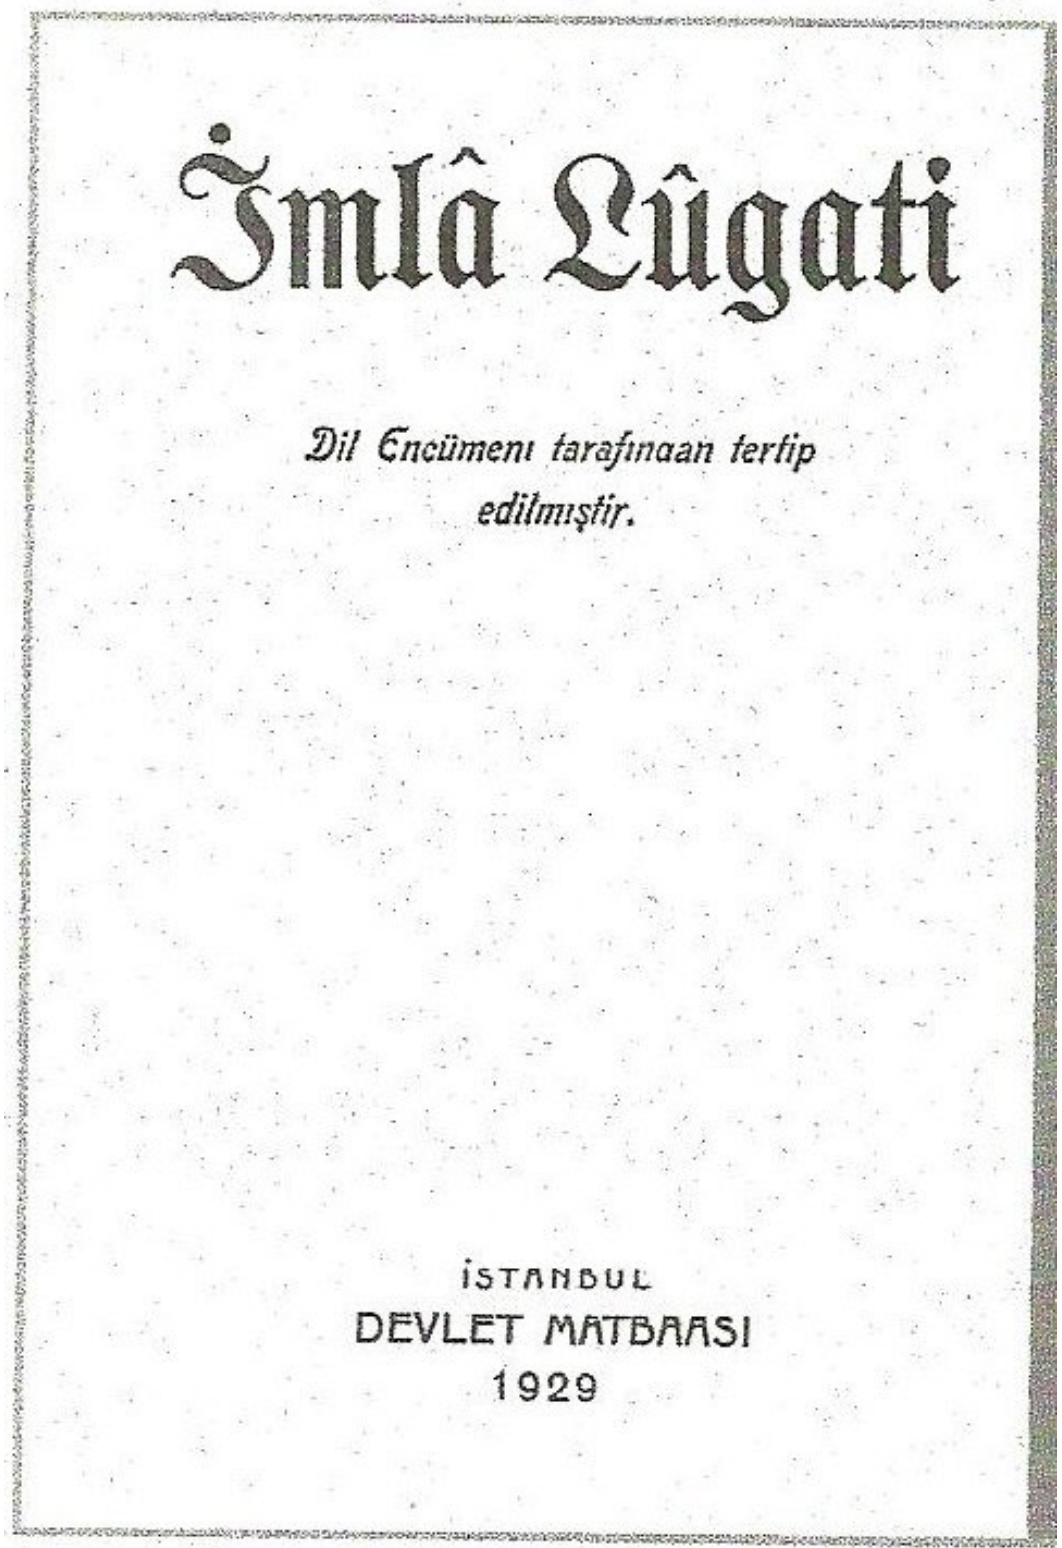 İmlâ Lûgati
Dil Encümeni tarafından tertip
edilmiştir.
İSTANBUL
DEVLET MATBAASI
1929